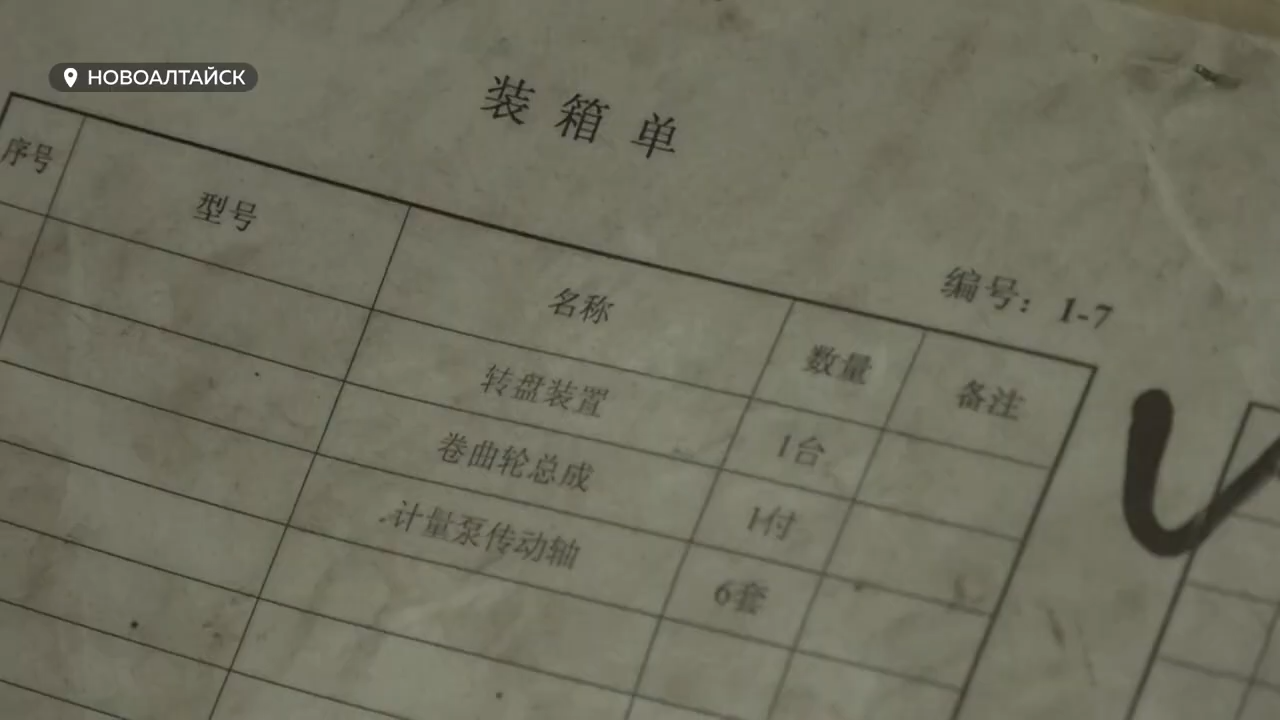 НОВОАЛТАЙСК
装箱单
编号：1-7
序号 型号 名称 数量 备注
转盘装置 1台
卷曲轮总成 1付
计量泵传动轴 6套